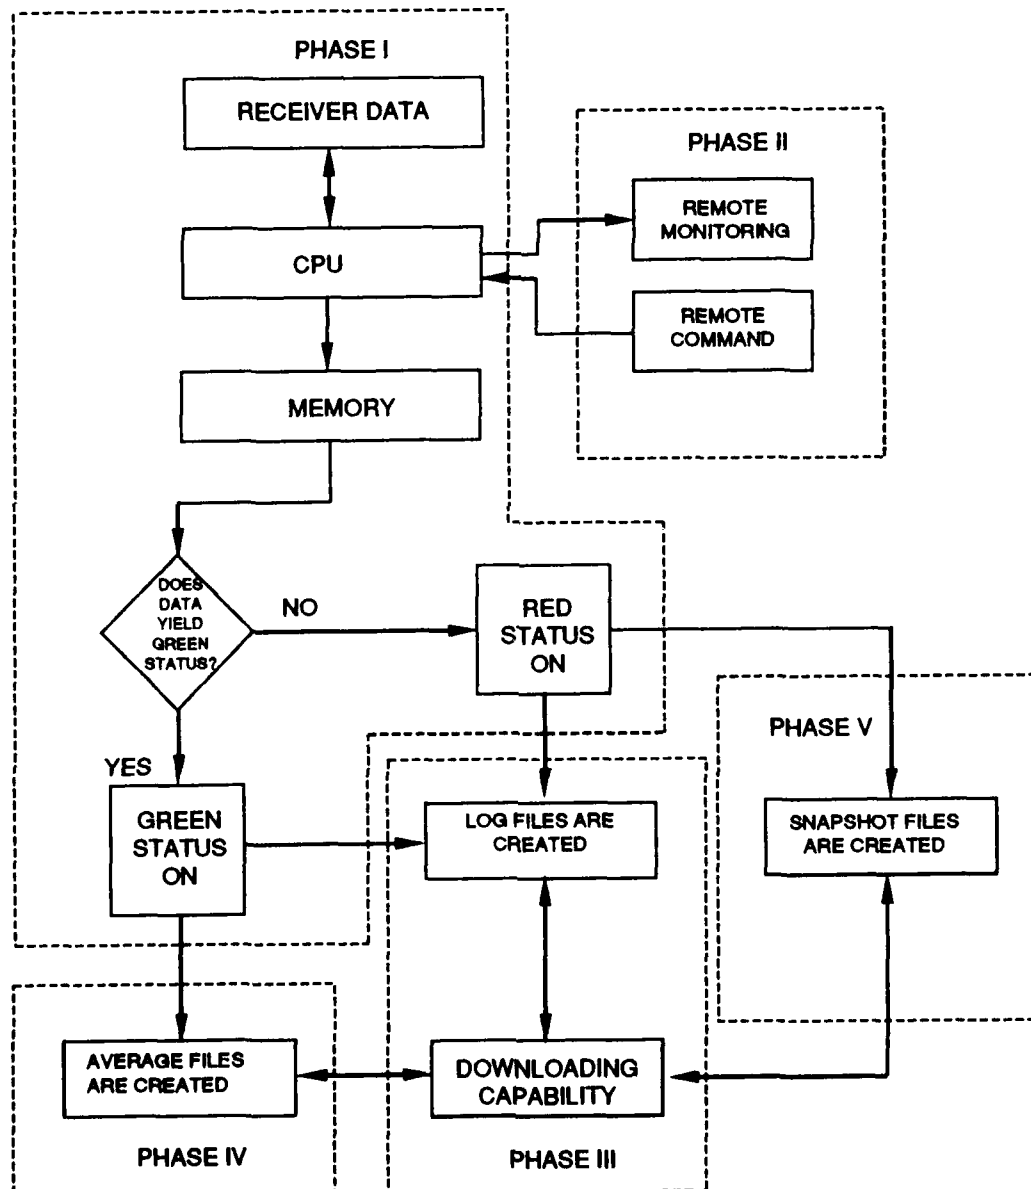 PHASE I
RECEIVER DATA
PHASE II
REMOTE
MONITORING
CPU
REMOTE
COMMAND
MEMORY
DOES
DATA
YIELD
GREEN
STATUS?
NO
RED
STATUS
ON
PHASE V
YES
GREEN
STATUS
ON
LOG FILES ARE
CREATED
SNAPSHOT FILES
ARE CREATED
AVERAGE FILES
ARE CREATED
DOWNLOADING
CAPABILITY
PHASE IV
PHASE III